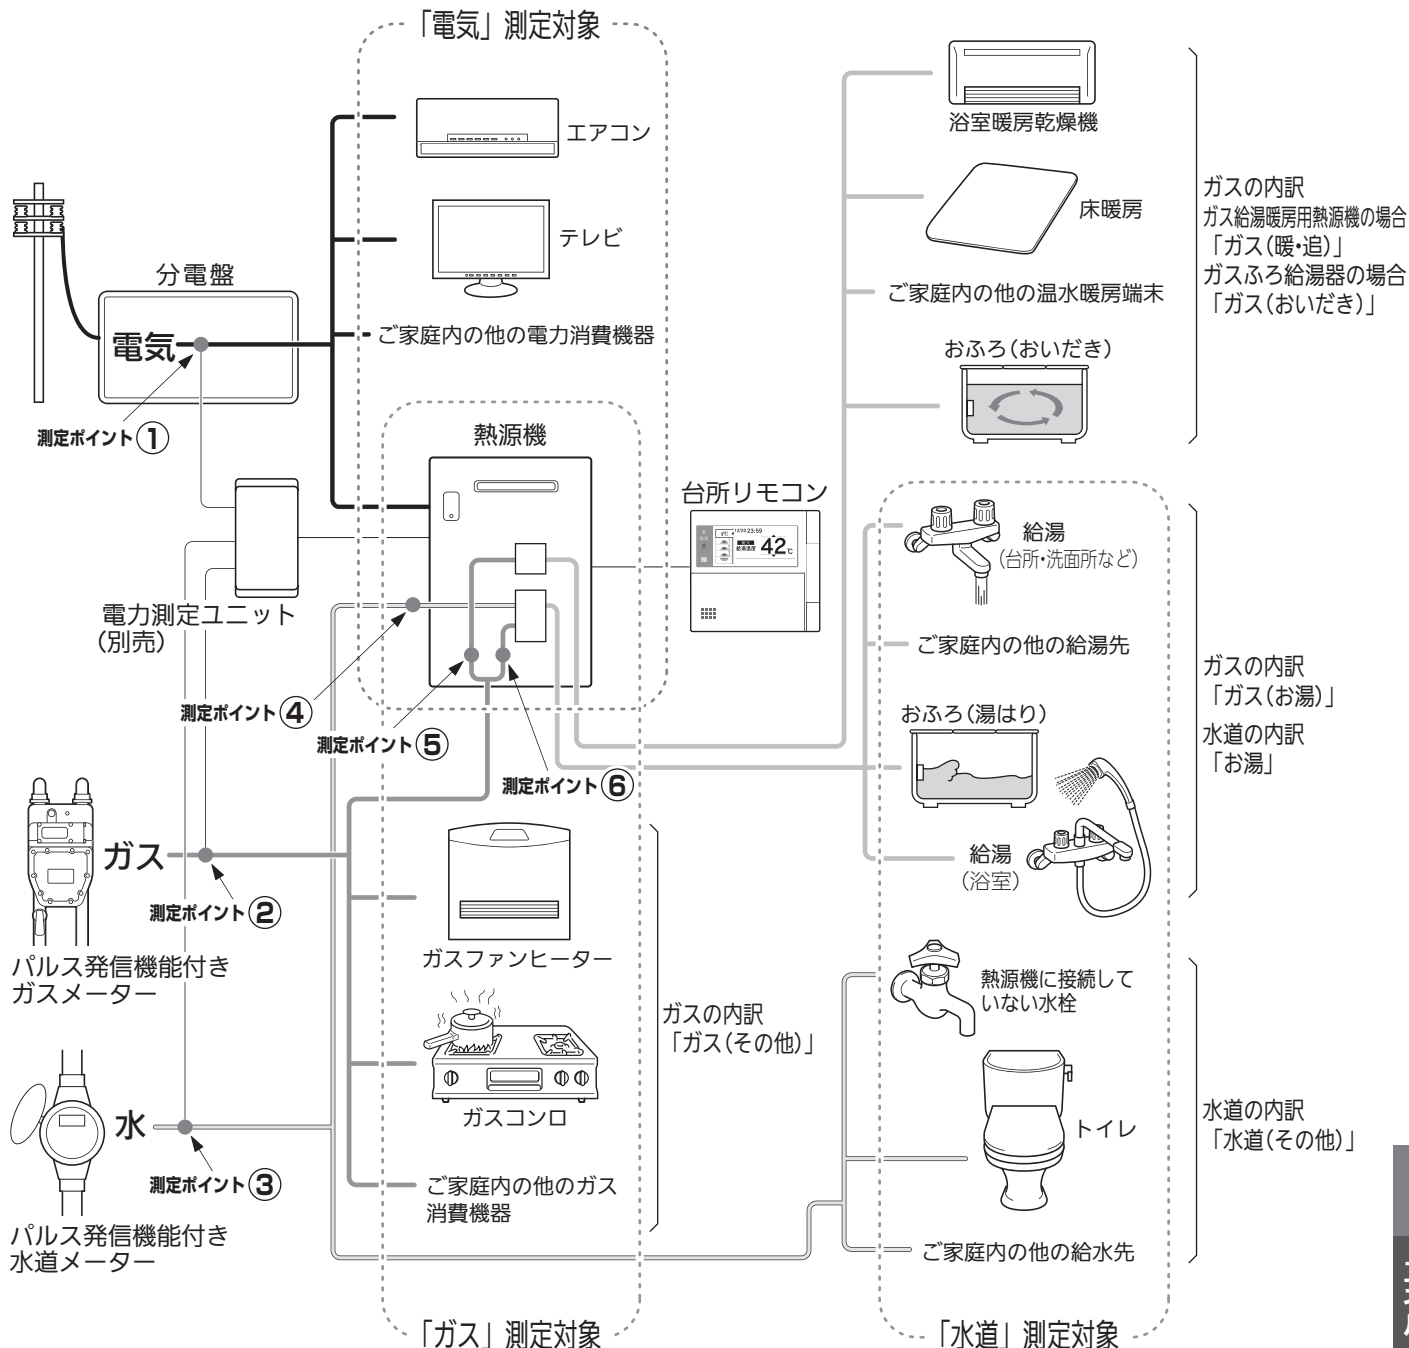 「電気」測定対象
エアコン
テレビ
ご家庭内の他の電力消費機器
分電盤
電気
測定ポイント①
熱源機
台所リモコン
12/20 23:59
給湯温度
42℃
電力測定ユニット
(別売)
測定ポイント④
測定ポイント⑤
測定ポイント⑥
ガス
測定ポイント②
パルス発信機能付き
ガスメーター
水
測定ポイント③
パルス発信機能付き
水道メーター
ガスファンヒーター
ガスコンロ
ご家庭内の他のガス
消費機器
ガスの内訳
「ガス(その他)」
「ガス」測定対象
浴室暖房乾燥機
床暖房
ご家庭内の他の温水暖房端末
おふろ(おいだき)
ガスの内訳
ガス給湯暖房用熱源機の場合
「ガス(暖・追)」
ガスふろ給湯器の場合
「ガス(おいだき)」
給湯
(台所・洗面所など)
ご家庭内の他の給湯先
おふろ(湯はり)
給湯
(浴室)
ガスの内訳
「ガス(お湯)」
水道の内訳
「お湯」
熱源機に接続して
いない水栓
トイレ
ご家庭内の他の給水先
水道の内訳
「水道(その他)」
「水道」測定対象